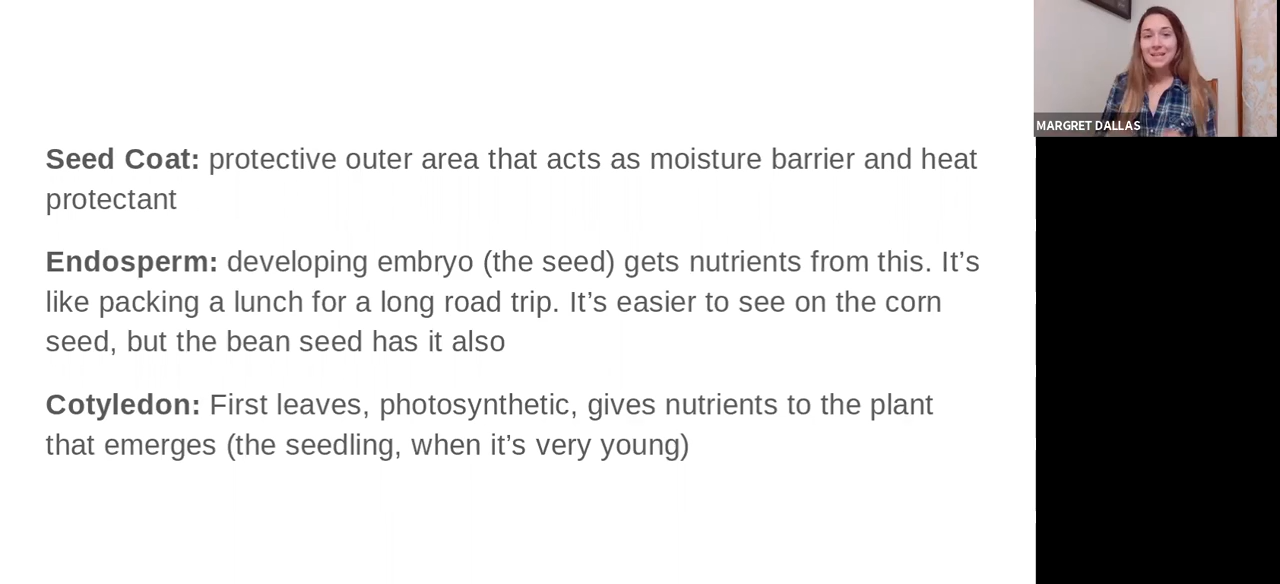 Seed Coat: protective outer area that acts as moisture barrier and heat
protectant
Endosperm: developing embryo (the seed) gets nutrients from this. It’s
like packing a lunch for a long road trip. It’s easier to see on the corn
seed, but the bean seed has it also
Cotyledon: First leaves, photosynthetic, gives nutrients to the plant
that emerges (the seedling, when it’s very young)
MARGRET DALLAS